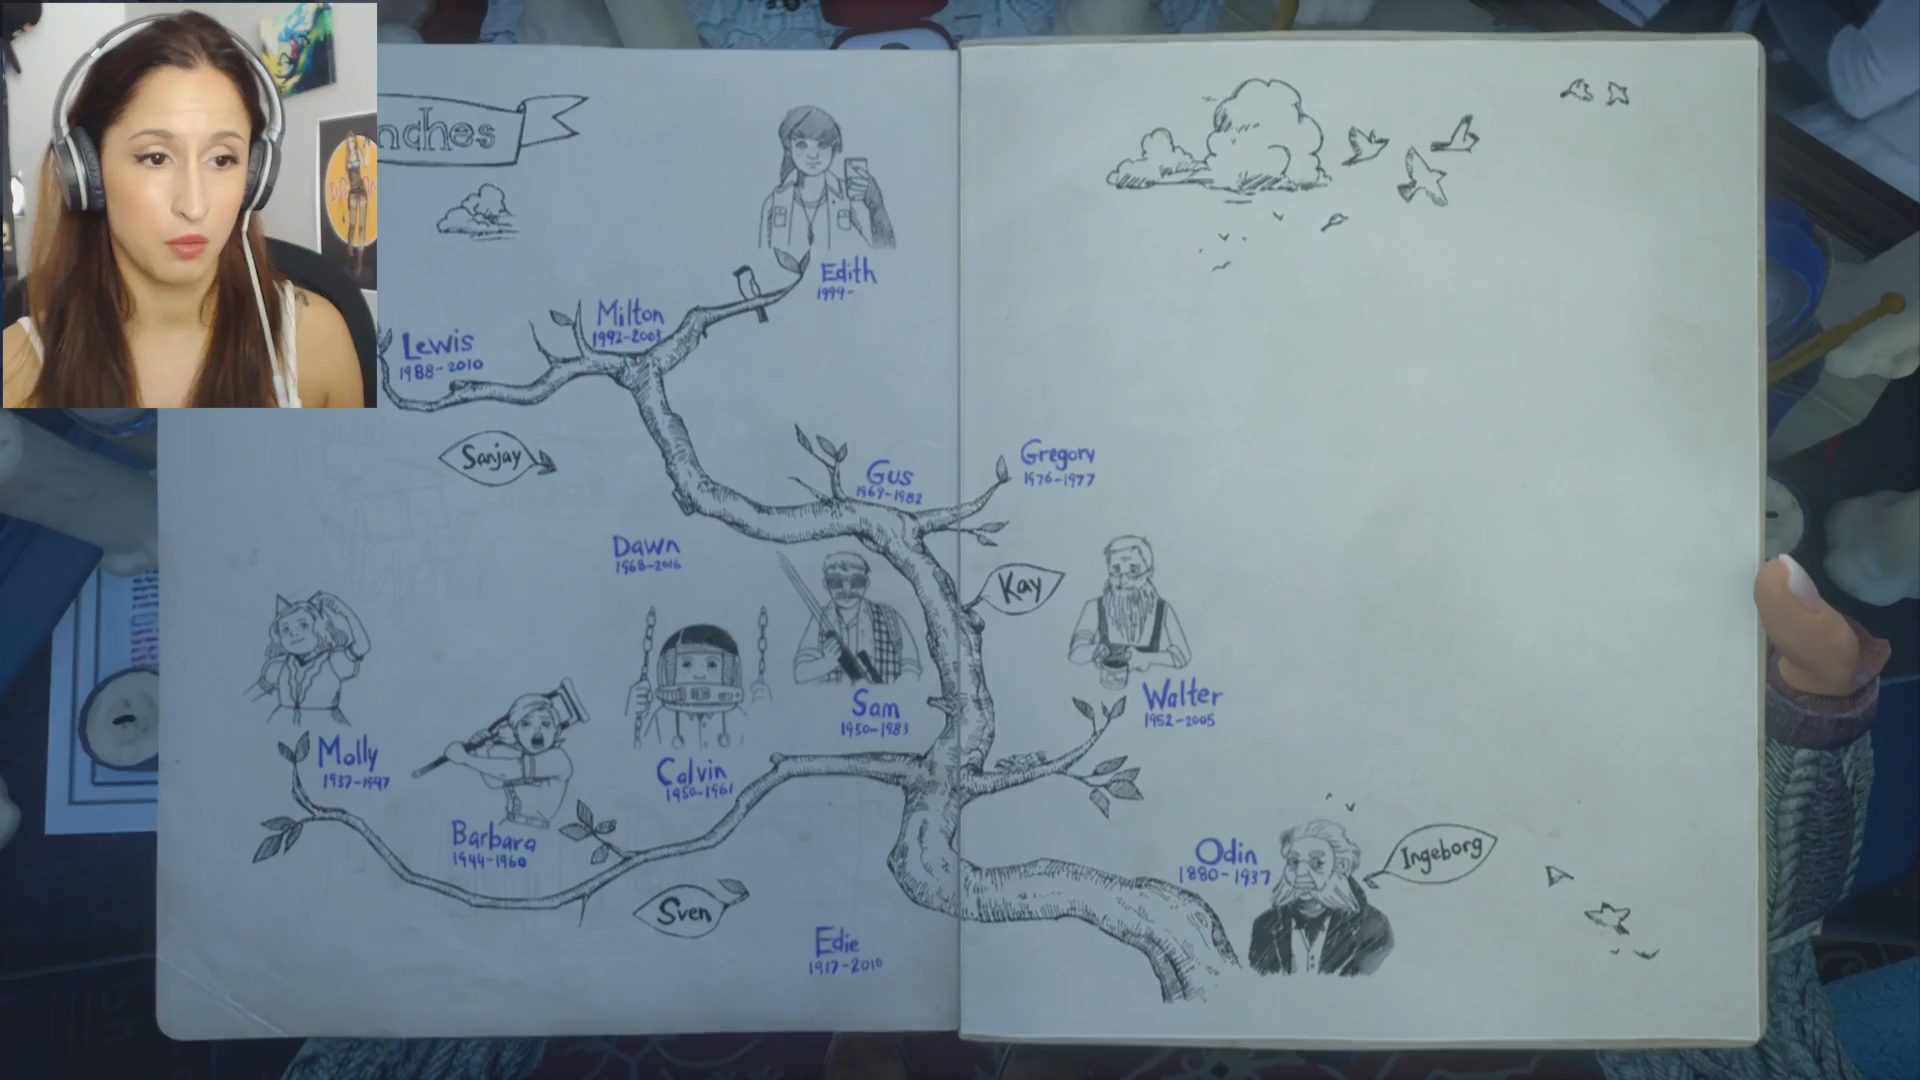 nches
Edith
1999-
Milton
1992-2003
Lewis
1988-2010
Sanjay
Gus
1969-1982
Gregory
1976-1977
Dawn
1968-2016
Kay
Sam
1950-1983
Walter
1952-2005
Molly
1937-1947
Calvin
1950-1961
Barbara
1944-1960
Odin
1880-1937
Ingeborg
Sven
Edie
1917-2010